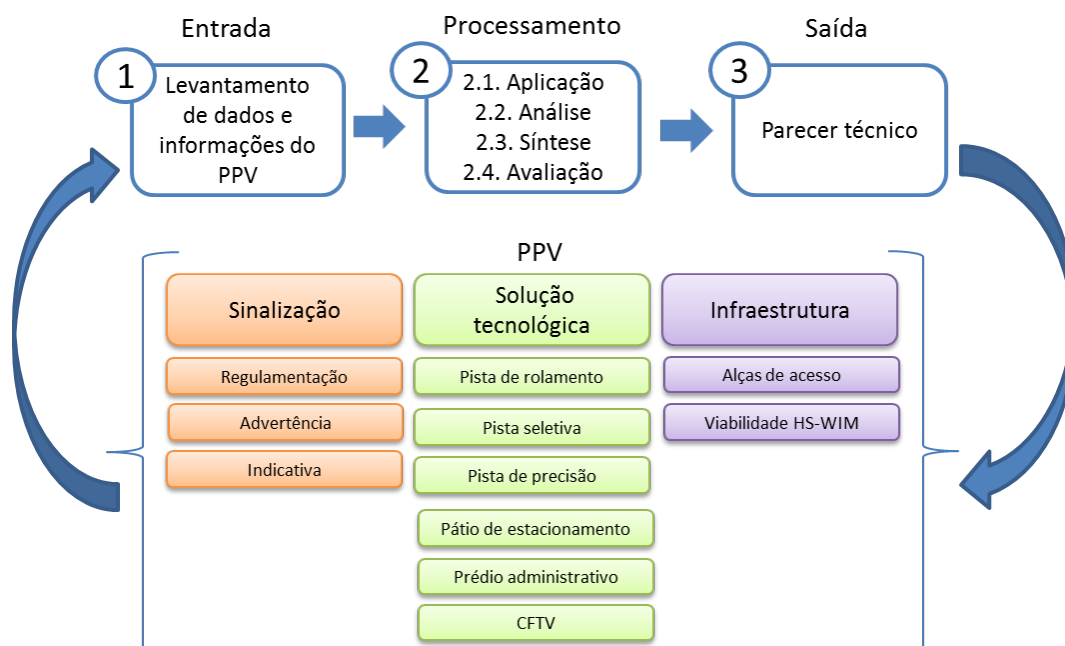 Entrada
Processamento
Saída
1
Levantamento
de dados e
informações do
PPV
2
2.1. Aplicação
2.2. Análise
2.3. Síntese
2.4. Avaliação
3
Parecer técnico
PPV
Sinalização
Regulamentação
Advertência
Indicativa
Solução
tecnológica
Pista de rolamento
Pista seletiva
Pista de precisão
Pátio de estacionamento
Prédio administrativo
CFTV
Infraestrutura
Alças de acesso
Viabilidade HS-WIM